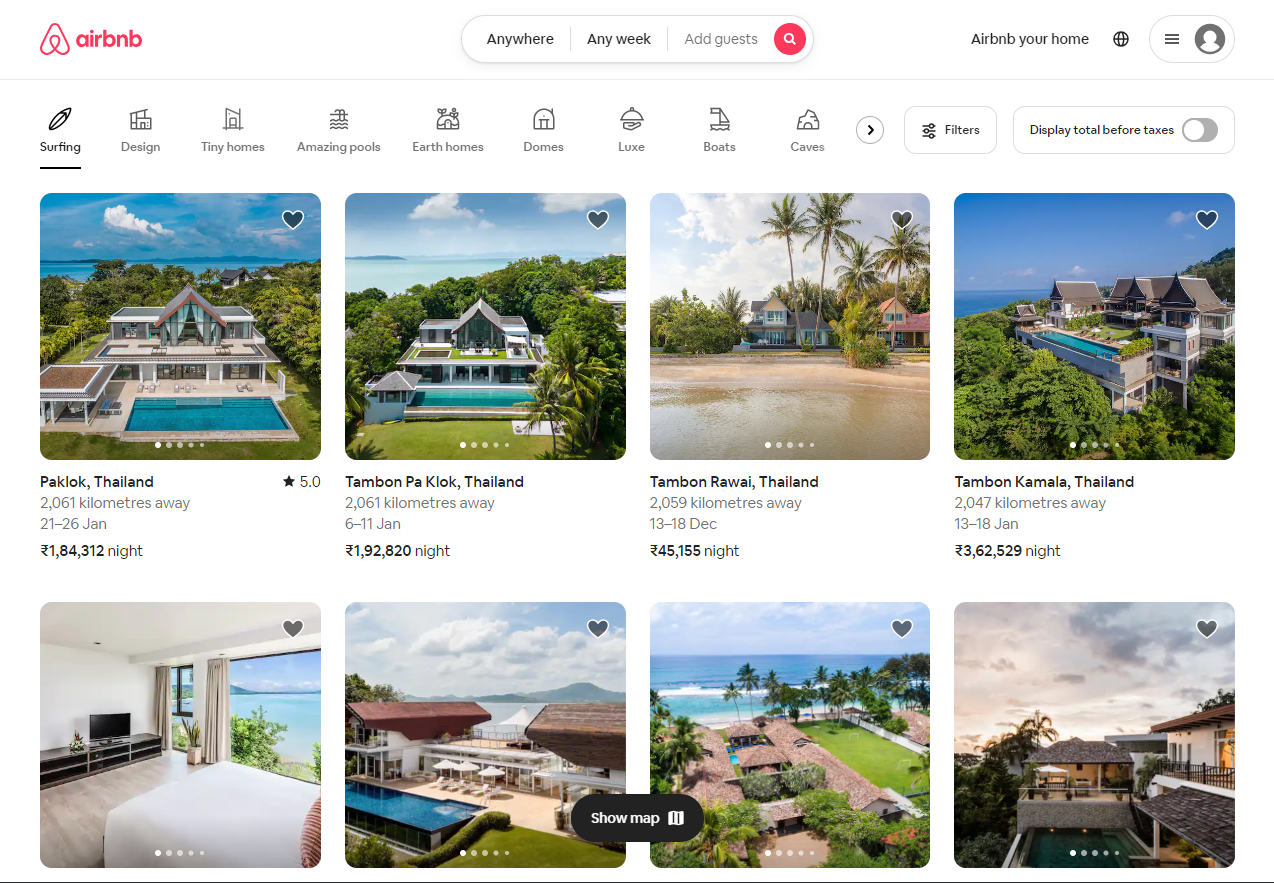 airbnb
Anywhere
Any week
Add guests
Airbnb your home
Surfing
Design
Tiny homes
Amazing pools
Earth homes
Domes
Luxe
Boats
Caves
Filters
Display total before taxes
Paklok, Thailand
5.0
2,061 kilometres away
21–26 Jan
₹1,84,312 night
Tambon Pa Klok, Thailand
2,061 kilometres away
6–11 Jan
₹1,92,820 night
Tambon Rawai, Thailand
2,059 kilometres away
13–18 Dec
₹45,155 night
Tambon Kamala, Thailand
2,047 kilometres away
13–18 Jan
₹3,62,529 night
Show map